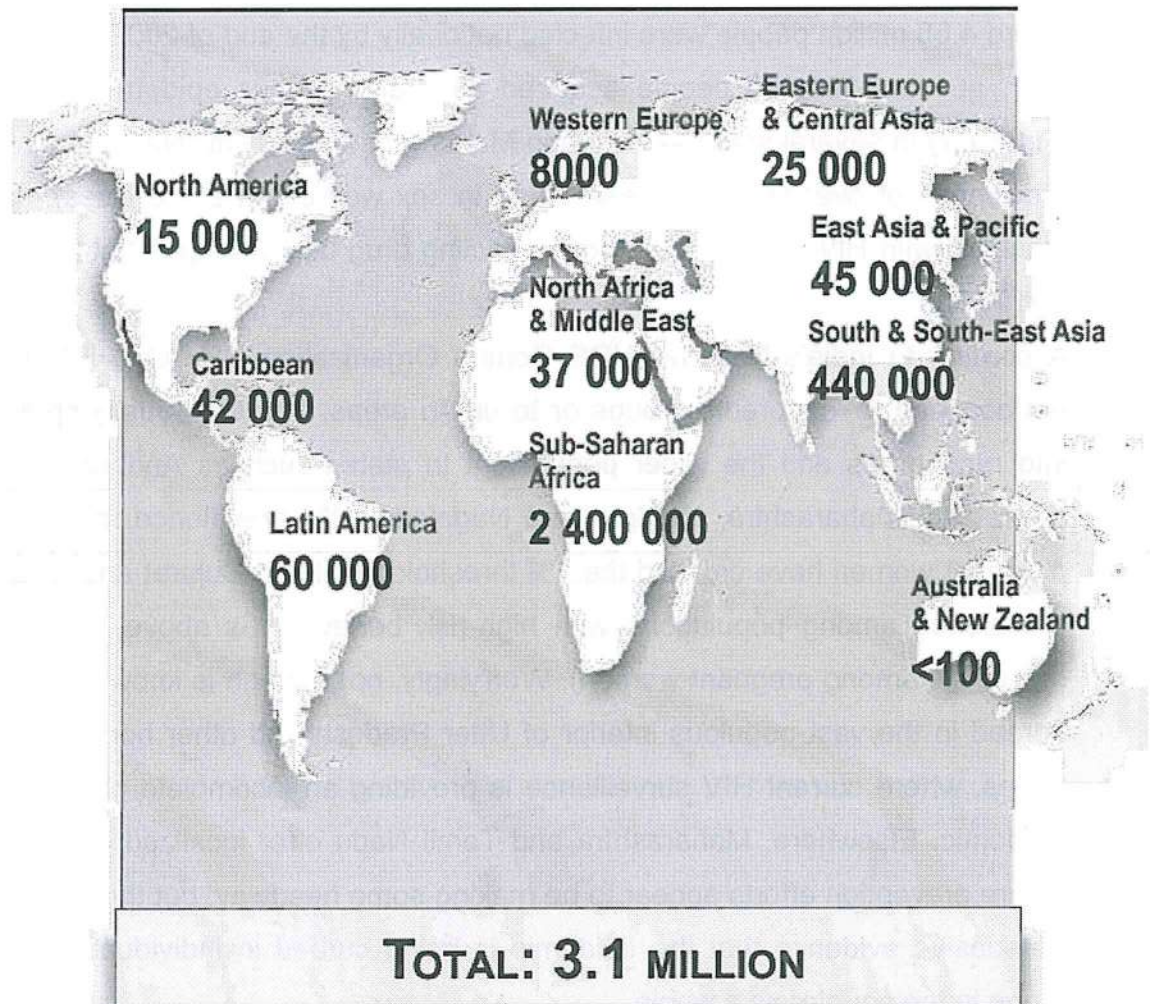 Eastern Europe
& Central Asia
25 000
Western Europe
8000
North America
15 000
East Asia & Pacific
45 000
North Africa
& Middle East
37 000
South & South-East Asia
440 000
Caribbean
42 000
Sub-Saharan
Africa
2 400 000
Latin America
60 000
Australia
& New Zealand
<100
TOTAL: 3.1 MILLION